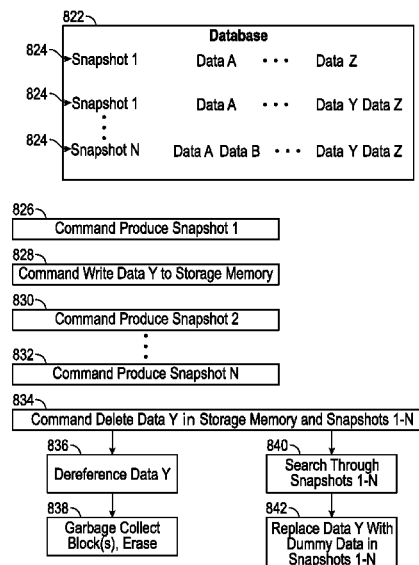 822
Database
824 Snapshot 1 Data A • • • Data Z
824 Snapshot 1 Data A • • • Data Y Data Z
824 Snapshot N Data A Data B • • • Data Y Data Z
826
Command Produce Snapshot 1
828
Command Write Data Y to Storage Memory
830
Command Produce Snapshot 2
832
Command Produce Snapshot N
834
Command Delete Data Y in Storage Memory and Snapshots 1-N
836
Dereference Data Y
838
Garbage Collect
Block(s), Erase
840
Search Through
Snapshots 1-N
842
Replace Data Y With
Dummy Data in
Snapshots 1-N